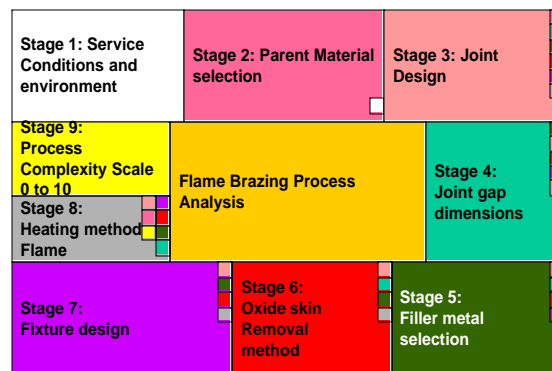 Stage 1: Service
Conditions and
environment
Stage 2: Parent Material
selection
Stage 3: Joint
Design
Stage 9:
Process
Complexity Scale
0 to 10
Flame Brazing Process
Analysis
Stage 4:
Joint gap
dimensions
Stage 8:
Heating method
Flame
Stage 7:
Fixture design
Stage 6:
Oxide skin
Removal
method
Stage 5:
Filler metal
selection